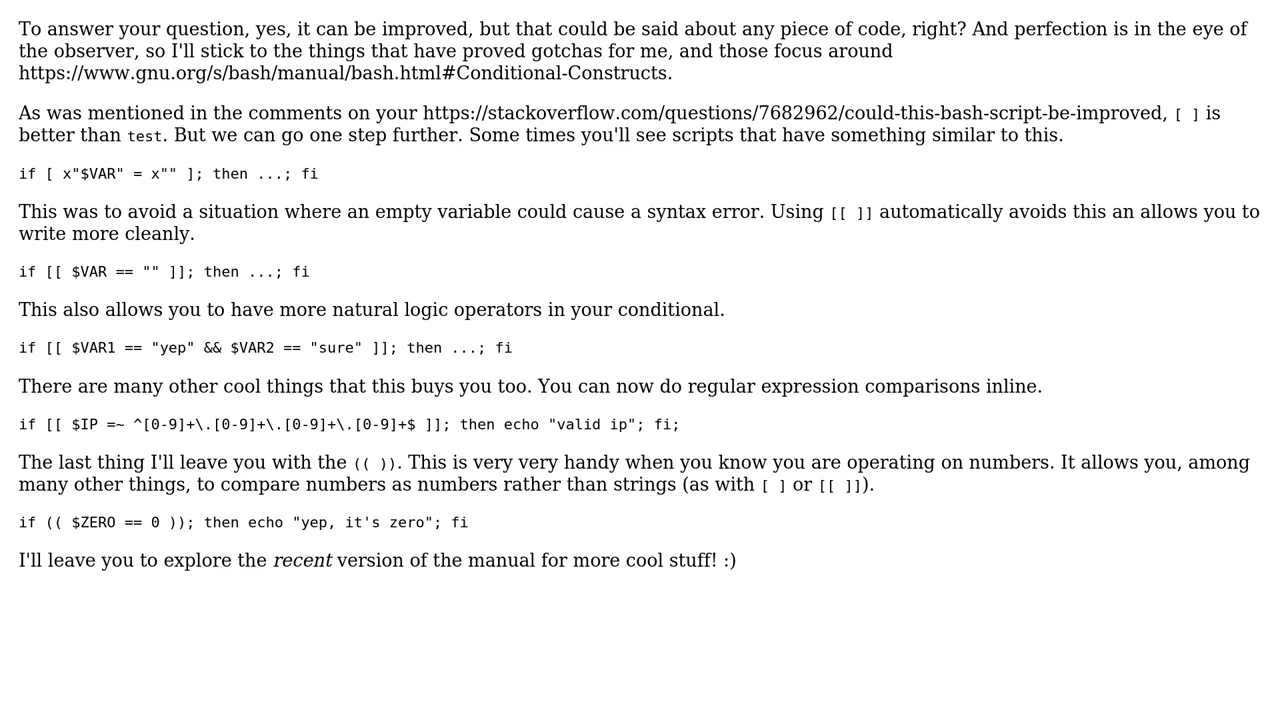 To answer your question, yes, it can be improved, but that could be said about any piece of code, right? And perfection is in the eye of
the observer, so I'll stick to the things that have proved gotchas for me, and those focus around
https://www.gnu.org/s/bash/manual/bash.html#Conditional-Constructs.
As was mentioned in the comments on your https://stackoverflow.com/questions/7682962/could-this-bash-script-be-improved, [ ] is
better than test. But we can go one step further. Some times you'll see scripts that have something similar to this.
if [ x"$VAR" = x"" ]; then ...; fi
This was to avoid a situation where an empty variable could cause a syntax error. Using [[ ]] automatically avoids this an allows you to
write more cleanly.
if [[ $VAR == "" ]]; then ...; fi
This also allows you to have more natural logic operators in your conditional.
if [[ $VAR1 == "yep" && $VAR2 == "sure" ]]; then ...; fi
There are many other cool things that this buys you too. You can now do regular expression comparisons inline.
if [[ $IP =~ ^[0-9]+\.[0-9]+\.[0-9]+\.[0-9]+$ ]]; then echo "valid ip"; fi;
The last thing I'll leave you with the (( )). This is very very handy when you know you are operating on numbers. It allows you, among
many other things, to compare numbers as numbers rather than strings (as with [ ] or [[ ]]).
if (( $ZERO == 0 )); then echo "yep, it's zero"; fi
I'll leave you to explore the recent version of the manual for more cool stuff! :)